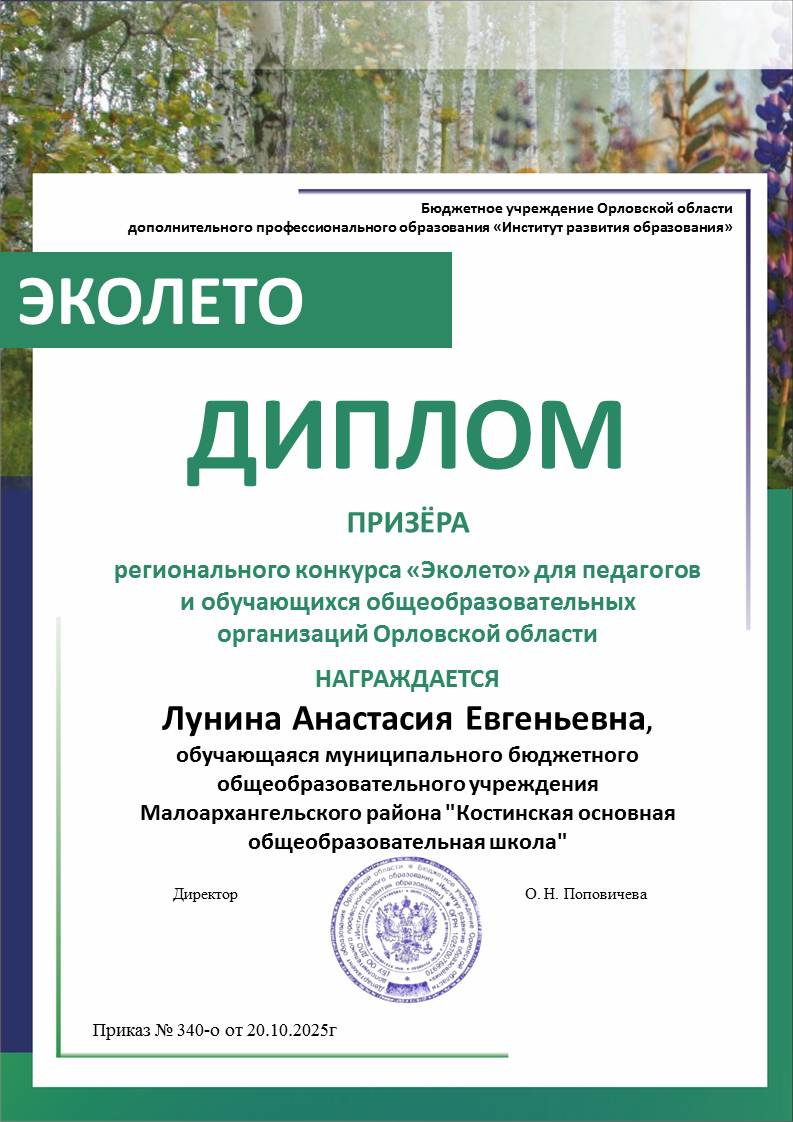 Бюджетное учреждение Орловской области
дополнительного профессионального образования «Институт развития образования»
ЭКОЛЕТО
ДИПЛОМ
ПРИЗЁРА
регионального конкурса «Эколето» для педагогов
и обучающихся общеобразовательных
организаций Орловской области
НАГРАЖДАЕТСЯ
Лунина Анастасия Евгеньевна,
обучающаяся муниципального бюджетного
общеобразовательного учреждения
Малоархангельского района "Костинская основная
общеобразовательная школа"
Директор
О. Н. Поповичева
Приказ № 340-о от 20.10.2025г